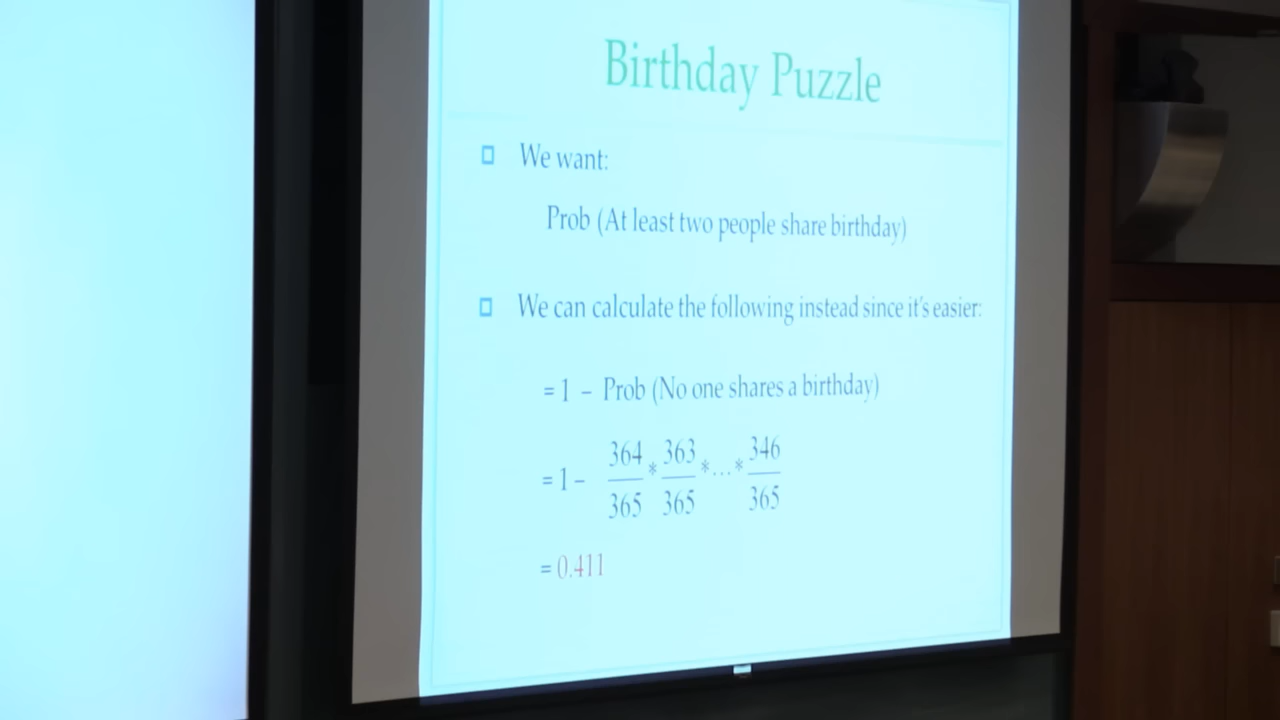 Birthday Puzzle
We want:
Prob (At least two people share birthday)
We can calculate the following instead since it's easier:
= 1 – Prob (No one shares a birthday)
= 1 – 364/365 * 363/365 *...* 346/365
= 0.411